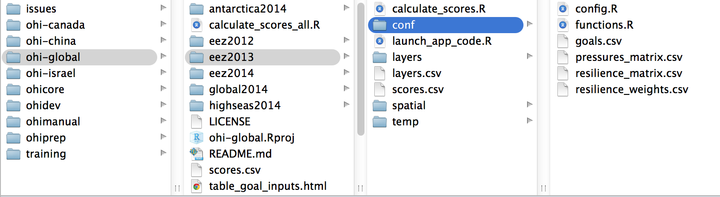 issues
ohi-canada
ohi-china
ohi-global
ohi-israel
ohicore
ohidev
ohimanual
ohiprep
training
antarctica2014
calculate_scores_all.R
eez2012
eez2013
eez2014
global2014
highseas2014
LICENSE
ohi-global.Rproj
README.md
scores.csv
table_goal_inputs.html
calculate_scores.R
conf
launch_app_code.R
layers
layers.csv
scores.csv
spatial
temp
config.R
functions.R
goals.csv
pressures_matrix.csv
resilience_matrix.csv
resilience_weights.csv